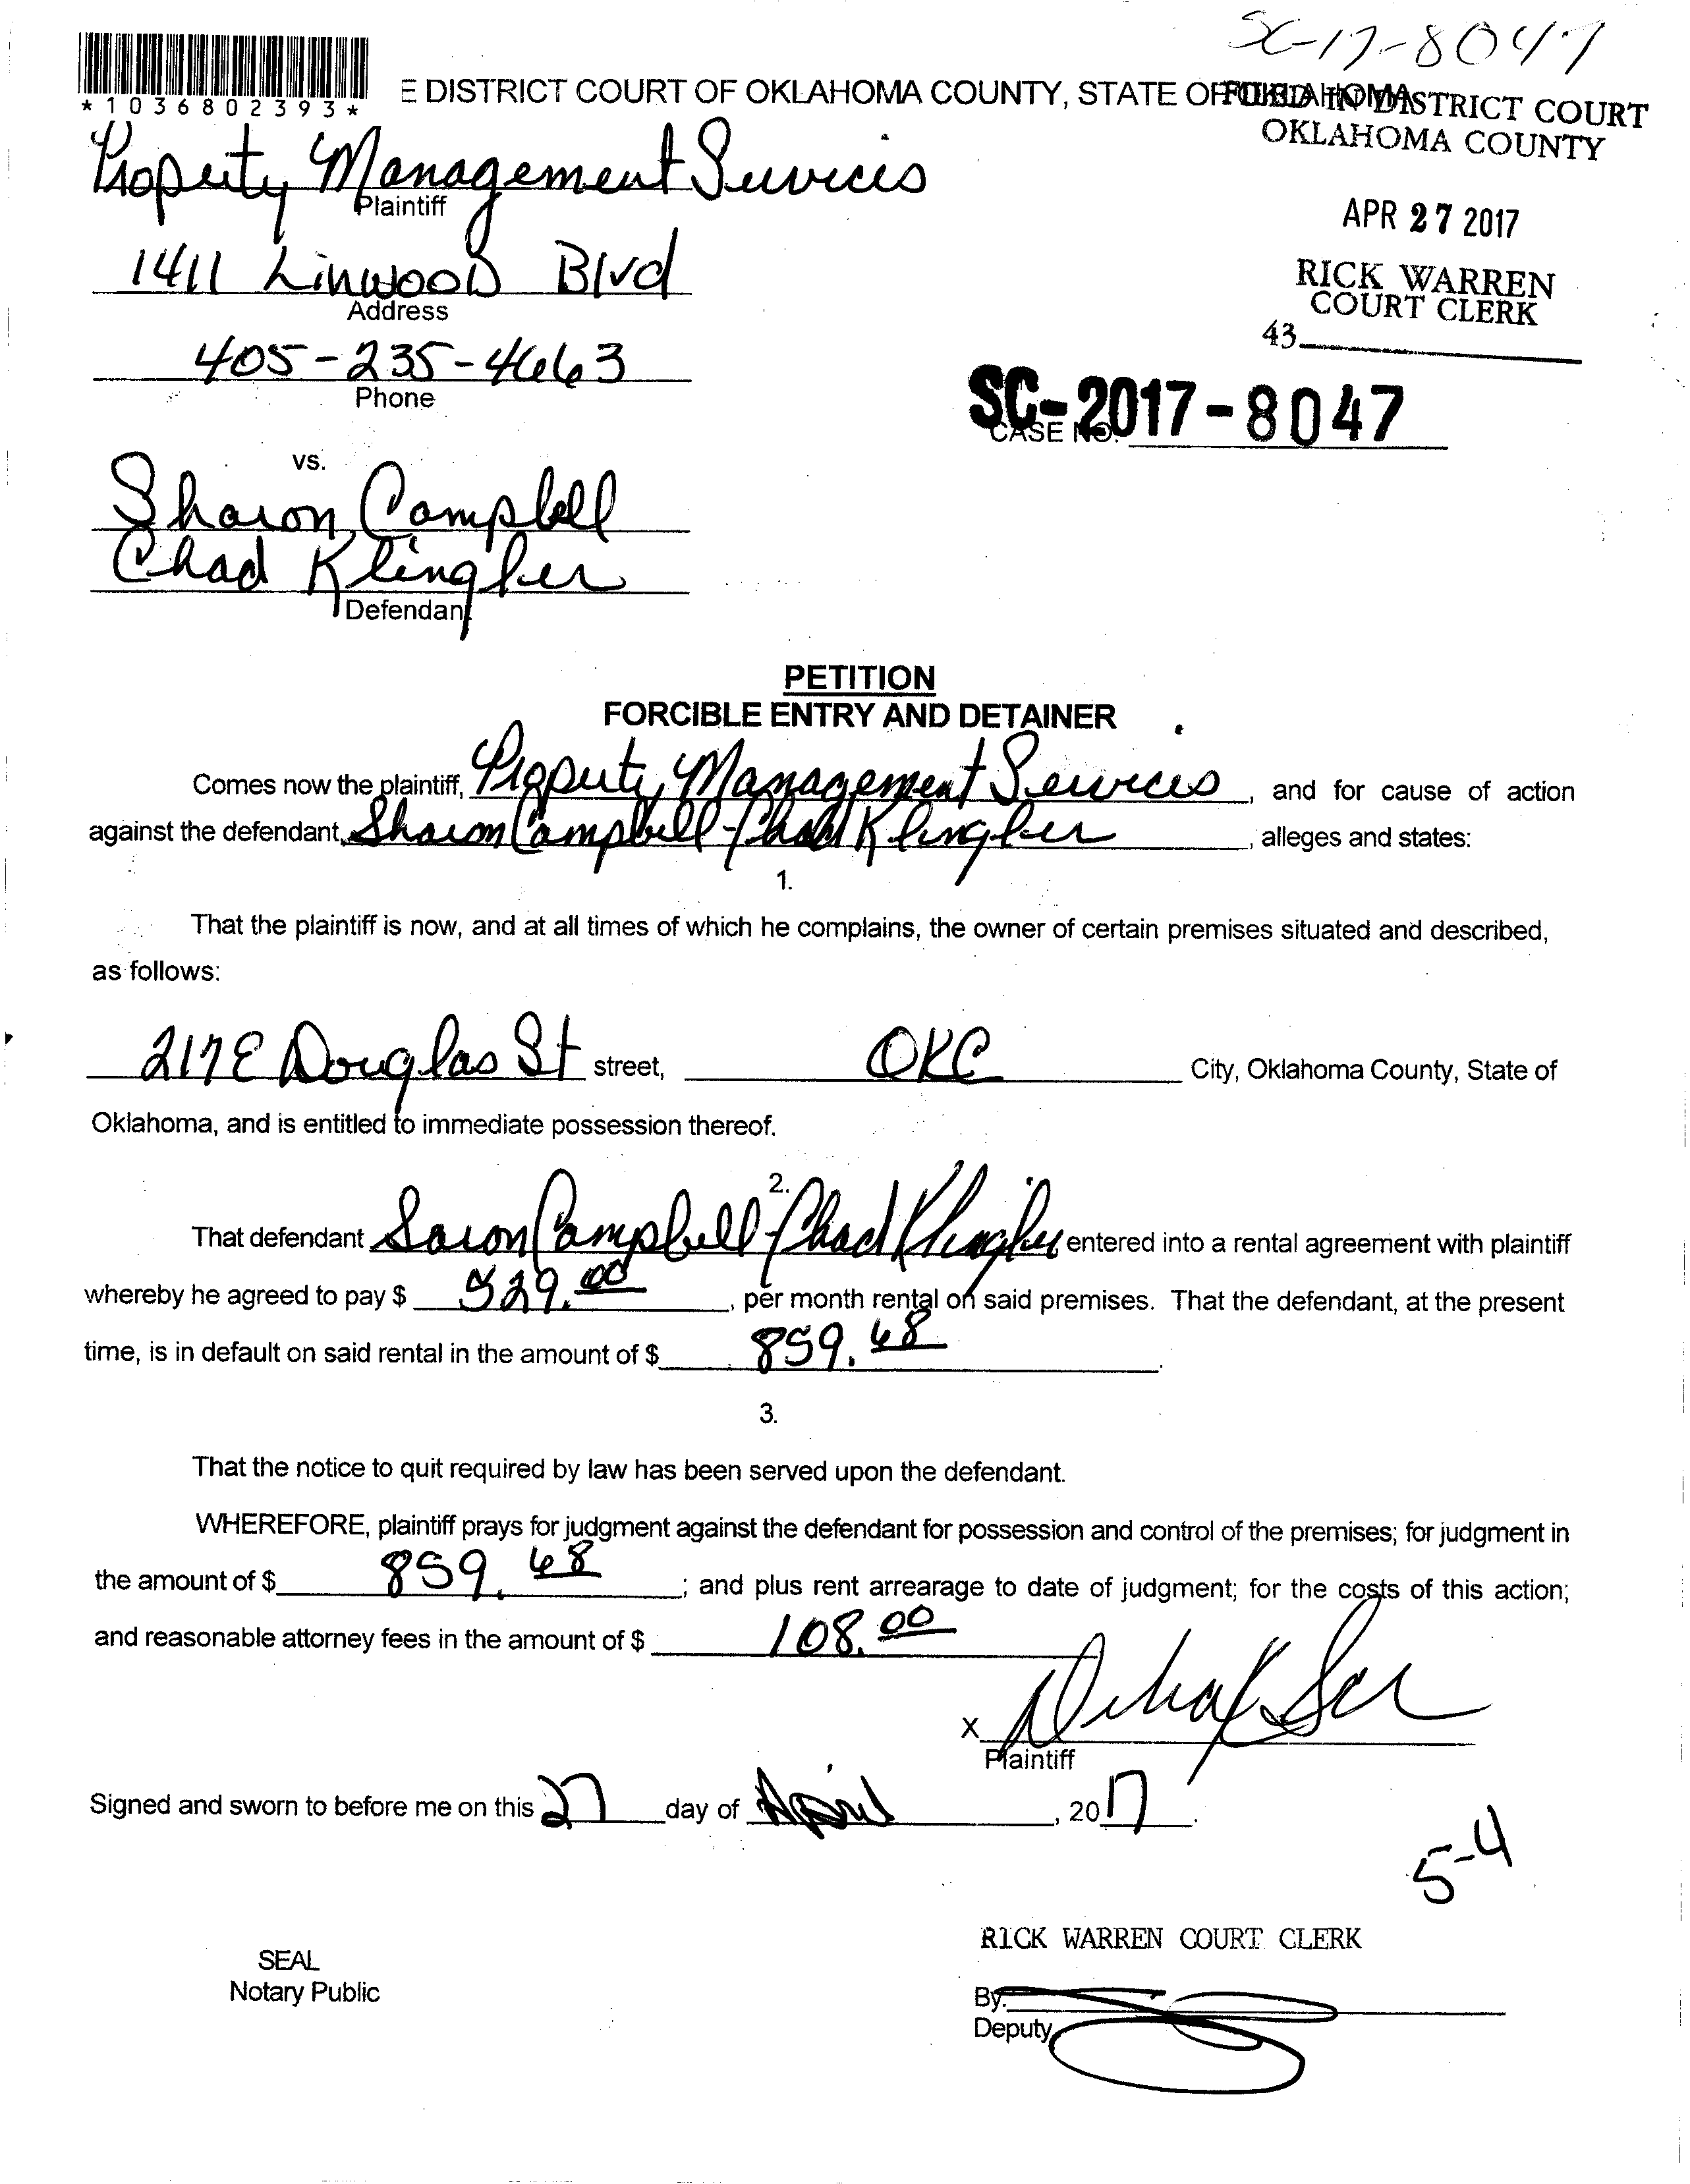 SC-17-8047
*1036802393*
E DISTRICT COURT OF OKLAHOMA COUNTY, STATE OF OKLAHOMA
FILED IN DISTRICT COURT
OKLAHOMA COUNTY
Property Management Services
Plaintiff
APR 27 2017
1411 Linwood Blvd
Address
RICK WARREN
COURT CLERK
43
405-235-4663
Phone
SC-2017-8047
CASE NO.
vs.
Sharon Campbell
Chad Klingler
Defendant
PETITION
FORCIBLE ENTRY AND DETAINER
Comes now the plaintiff, Property Management Services, and for cause of action
against the defendant, Sharon Campbell-Chad Klingler, alleges and states:
1.
That the plaintiff is now, and at all times of which he complains, the owner of certain premises situated and described,
as follows:
217 E Douglas St street, OKC City, Oklahoma County, State of
Oklahoma, and is entitled to immediate possession thereof.
2.
That defendant Saron Campbell-Chad Klingler entered into a rental agreement with plaintiff
whereby he agreed to pay $ 529.00, per month rental on said premises. That the defendant, at the present
time, is in default on said rental in the amount of $ 859.68.
3.
That the notice to quit required by law has been served upon the defendant.
WHEREFORE, plaintiff prays for judgment against the defendant for possession and control of the premises; for judgment in
the amount of $ 859.68; and plus rent arrearage to date of judgment; for the costs of this action;
and reasonable attorney fees in the amount of $ 108.00
X
Plaintiff
Signed and sworn to before me on this 27 day of April, 2017.
5-4
RICK WARREN COURT CLERK
SEAL
Notary Public
By:
Deputy